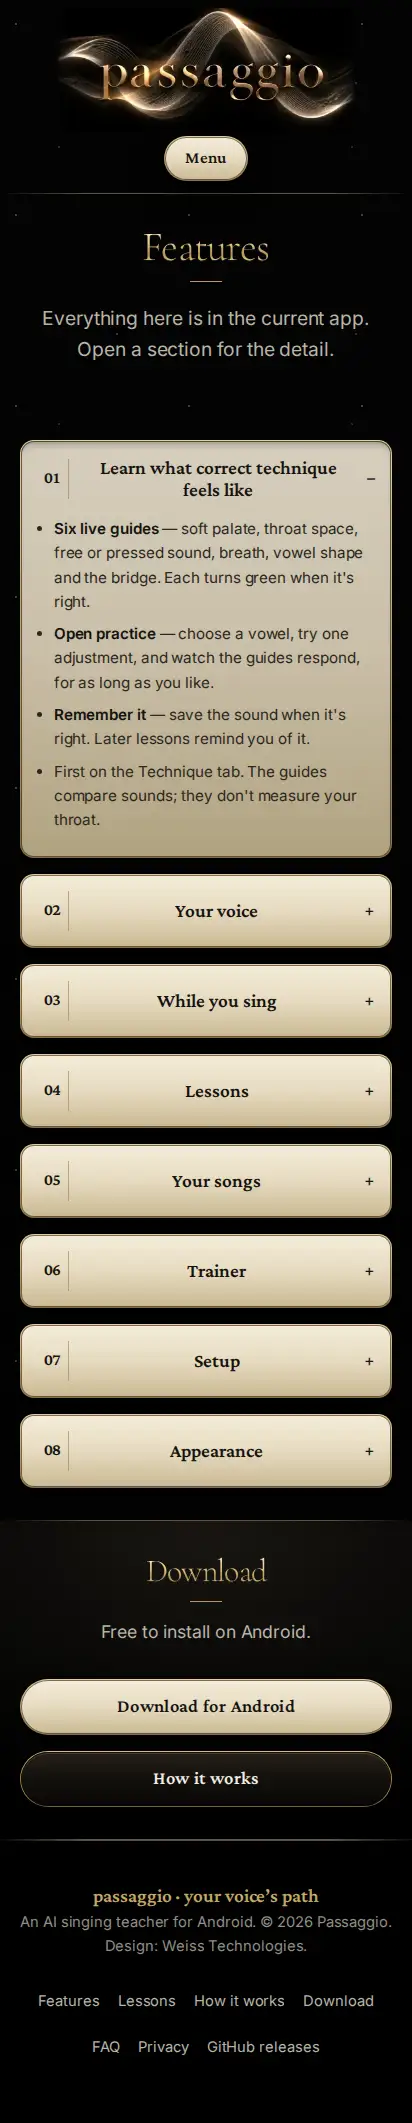 passaggio
Menu
Features
Everything here is in the current app.
Open a section for the detail.
01
Learn what correct technique
feels like
−
• Six live guides — soft palate, throat space,
free or pressed sound, breath, vowel shape
and the bridge. Each turns green when it's
right.
• Open practice — choose a vowel, try one
adjustment, and watch the guides respond,
for as long as you like.
• Remember it — save the sound when it's
right. Later lessons remind you of it.
• First on the Technique tab. The guides
compare sounds; they don't measure your
throat.
02 Your voice +
03 While you sing +
04 Lessons +
05 Your songs +
06 Trainer +
07 Setup +
08 Appearance +
Download
Free to install on Android.
Download for Android
How it works
passaggio · your voice’s path
An AI singing teacher for Android. © 2026 Passaggio.
Design: Weiss Technologies.
Features Lessons How it works Download
FAQ Privacy GitHub releases